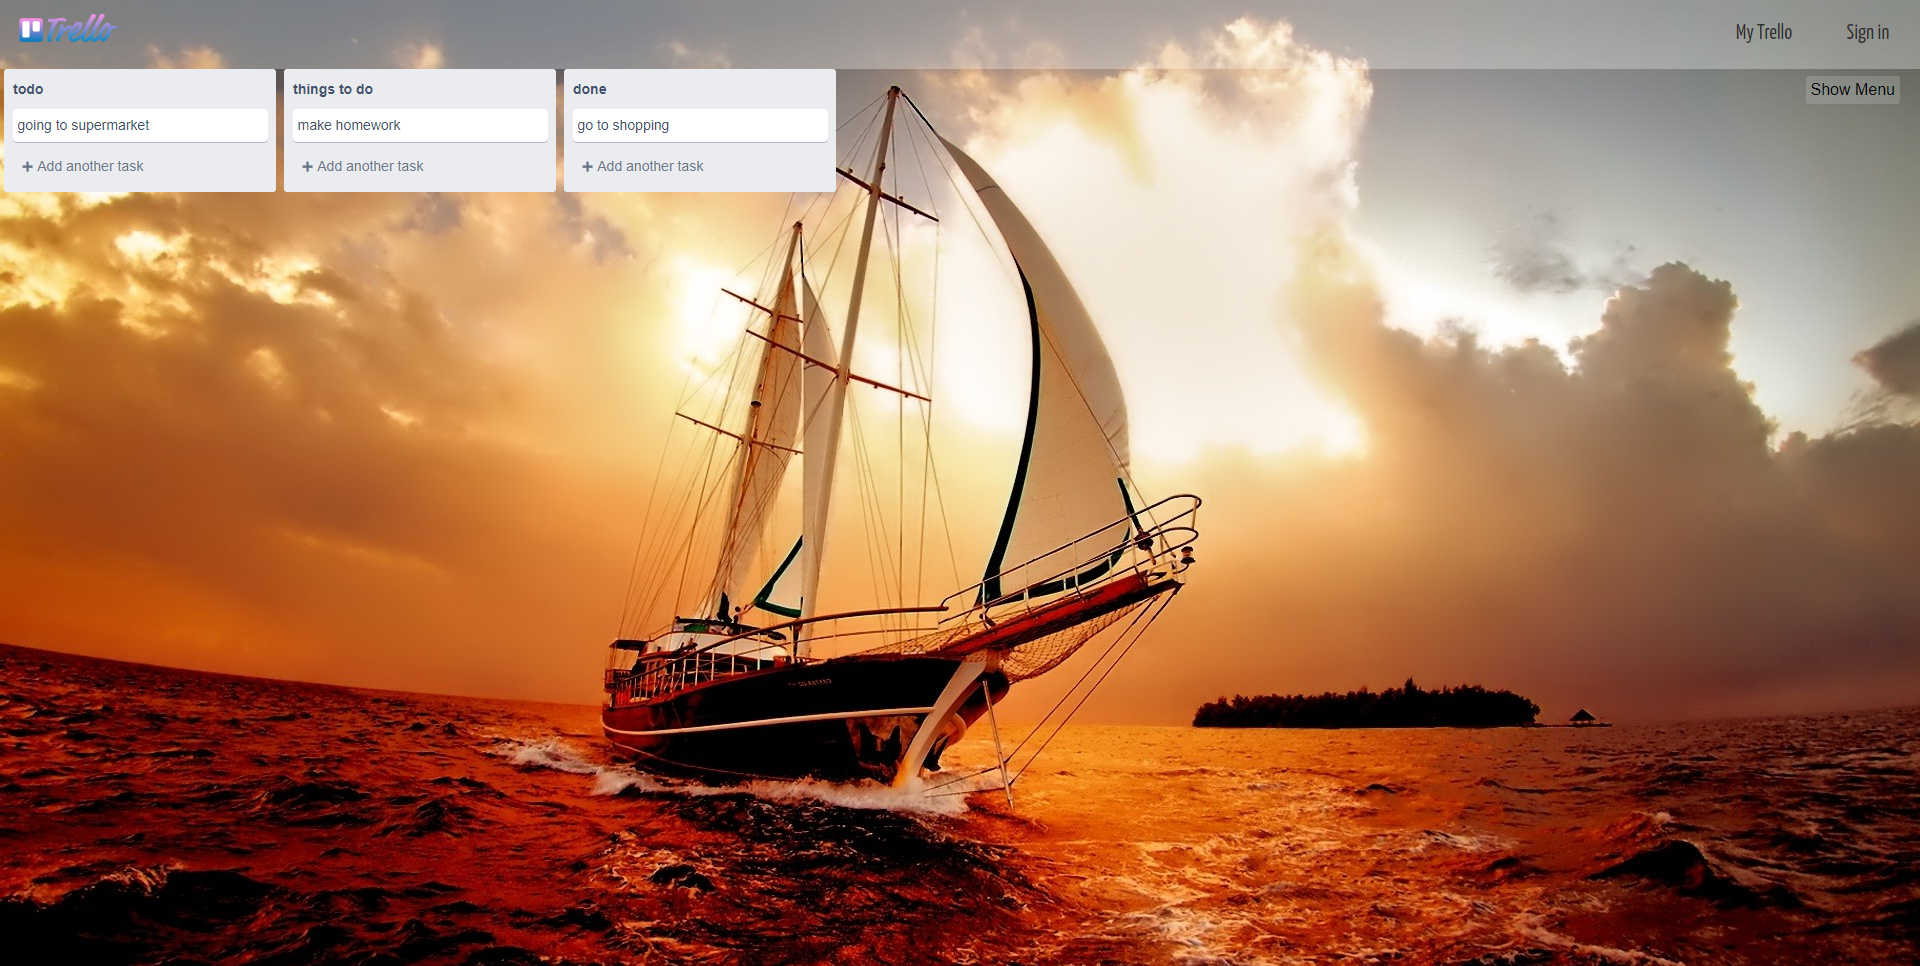 Trello
My Trello
Sign in
Show Menu
todo
going to supermarket
Add another task
things to do
make homework
Add another task
done
go to shopping
Add another task